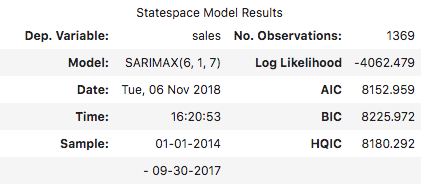 Statespace Model Results
Dep. Variable: sales No. Observations: 1369
Model: SARIMAX(6, 1, 7) Log Likelihood -4062.479
Date: Tue, 06 Nov 2018 AIC 8152.959
Time: 16:20:53 BIC 8225.972
Sample: 01-01-2014 HQIC 8180.292
- 09-30-2017